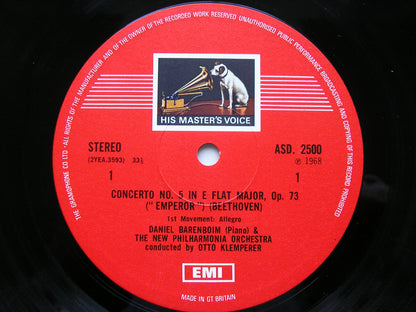 ALL RIGHTS OF THE MANUFACTURER AND OF THE OWNER OF THE RECORDED WORK RESERVED UNAUTHORISED PUBLIC PERFORMANCE BROADCASTING AND COPYING OF THIS RECORD PROHIBITED
THE GRAMOPHONE CO LTD
HIS MASTER'S VOICE
STEREO
ASD. 2500
(2YEA.3593) 33⅓
℗ 1968
1
1
CONCERTO NO. 5 IN E FLAT MAJOR, Op. 73
("EMPEROR") (BEETHOVEN)
1st Movement: Allegro
DANIEL BARENBOIM (Piano) &
THE NEW PHILHARMONIA ORCHESTRA
conducted by OTTO KLEMPERER
EMI
MADE IN GT BRITAIN